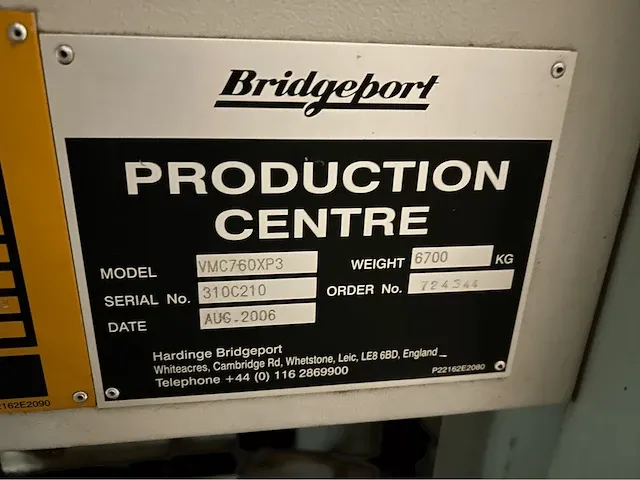 Bridgeport
PRODUCTION
CENTRE
MODEL VMC760XP3 WEIGHT 6700 KG
SERIAL No. 310C210 ORDER No. 724344
DATE AUG.2006
Hardinge Bridgeport
Whiteacres, Cambridge Rd, Whetstone, Leic, LE8 6BD, England
Telephone +44 (0) 116 2869900
P22162E2080
22162E2090